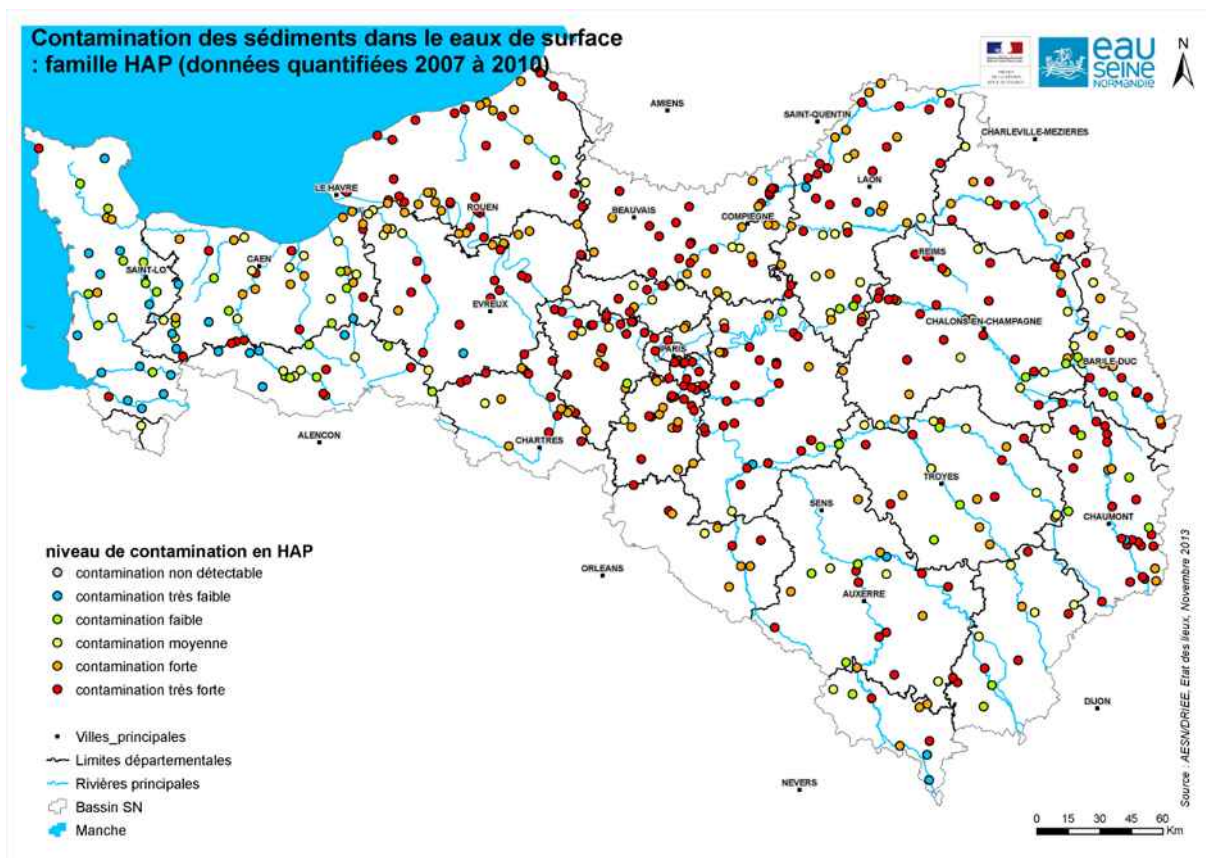 Contamination des sédiments dans le eaux de surface
: famille HAP (données quantifiées 2007 à 2010)
eau
SEINE
NORMANDIE
N
AMIENS
SAINT-QUENTIN
CHARLEVILLE-MEZIERES
LAON
LE HAVRE
ROUEN
BEAUVAIS
COMPIEGNE
REIMS
SAINT-LO
CAEN
EVREUX
CHALONS-EN-CHAMPAGNE
PARIS
BAR-LE-DUC
ALENCON
CHARTRES
TROYES
SENS
CHAUMONT
ORLEANS
AUXERRE
DIJON
NEVERS
niveau de contamination en HAP
contamination non détectable
contamination très faible
contamination faible
contamination moyenne
contamination forte
contamination très forte
Villes_principales
Limites départementales
Rivières principales
Bassin SN
Manche
Source : AESN/DRIEE, Etat des lieux, Novembre 2013
0 15 30 45 60
Km